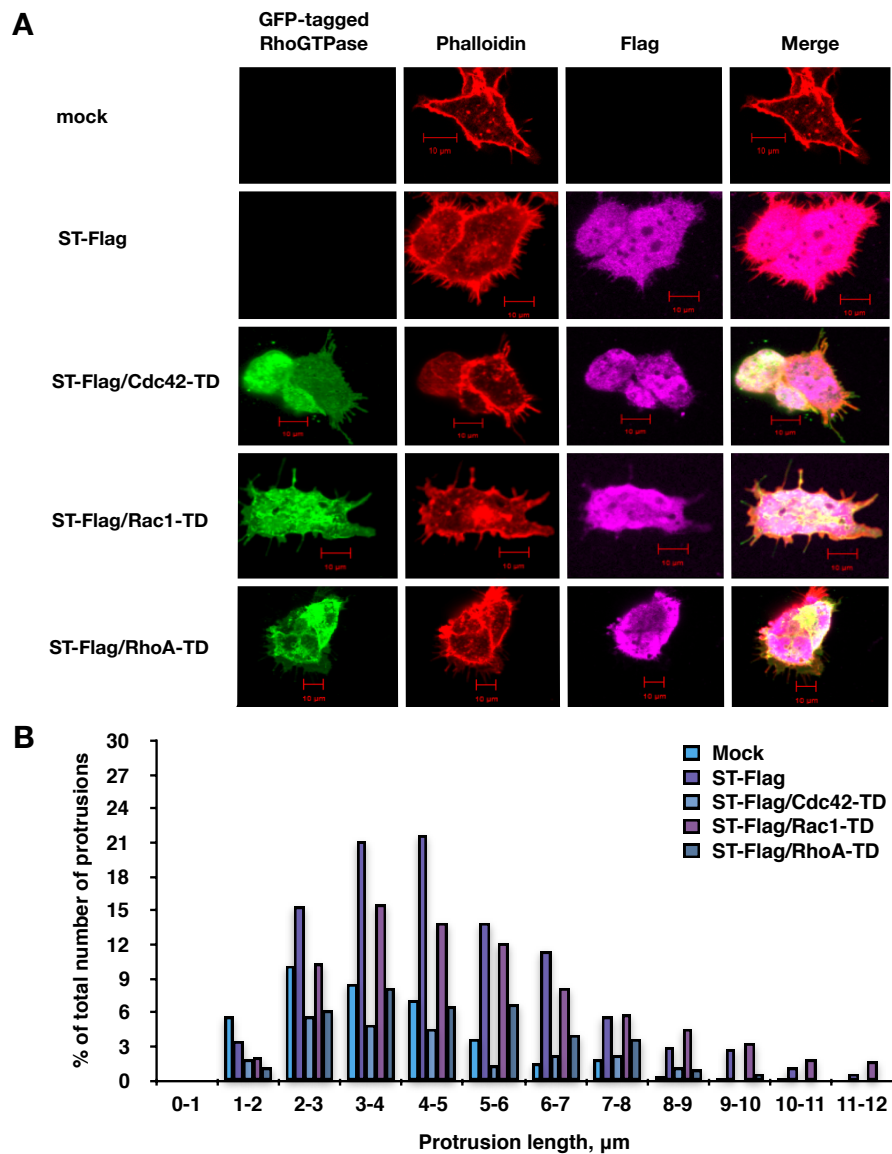 A
GFP-tagged
RhoGTPase
Phalloidin
Flag
Merge
mock
10 µm
10 µm
ST-Flag
10 µm
10 µm
10 µm
ST-Flag/Cdc42-TD
10 µm
10 µm
10 µm
10 µm
ST-Flag/Rac1-TD
10 µm
10 µm
10 µm
10 µm
ST-Flag/RhoA-TD
10 µm
10 µm
10 µm
10 µm
B
% of total number of protrusions
30
27
24
21
18
15
12
9
6
3
0
Mock
ST-Flag
ST-Flag/Cdc42-TD
ST-Flag/Rac1-TD
ST-Flag/RhoA-TD
0-1 1-2 2-3 3-4 4-5 5-6 6-7 7-8 8-9 9-10 10-11 11-12
Protrusion length, µm